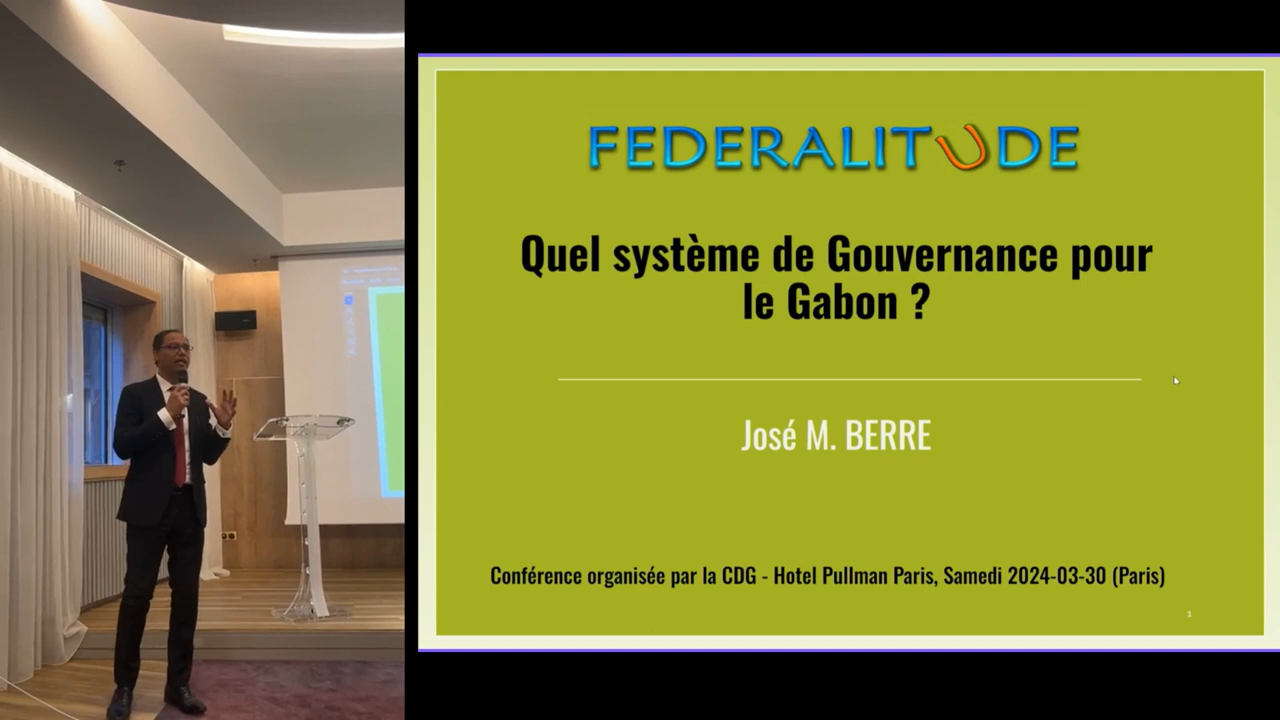 FEDERALITUDE
Quel système de Gouvernance pour
le Gabon ?
José M. BERRE
Conférence organisée par la CDG - Hotel Pullman Paris, Samedi 2024-03-30 (Paris)
1